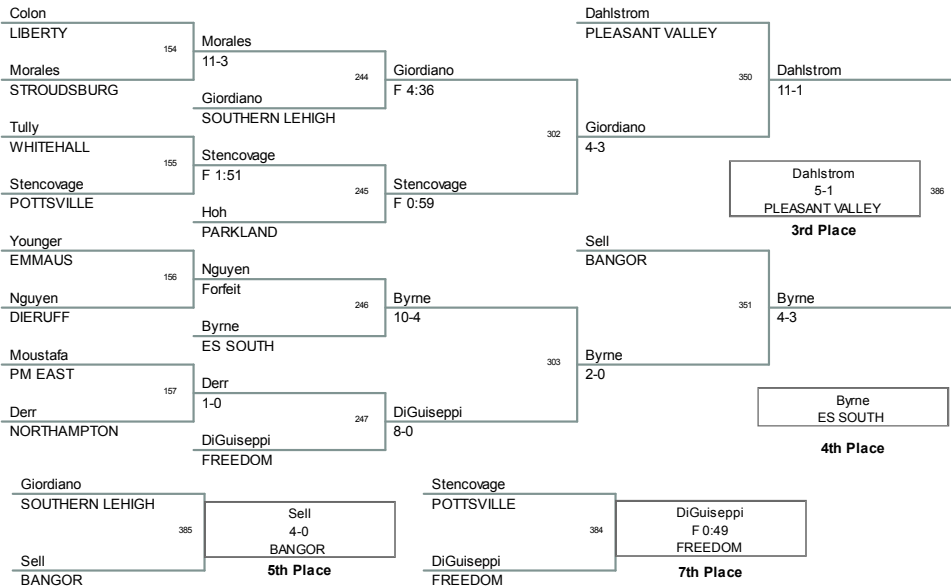 Colon
LIBERTY
154
Morales
STROUDSBURG
Tully
WHITEHALL
155
Stencovage
POTTSVILLE
Younger
EMMAUS
156
Nguyen
DIERUFF
Moustafa
PM EAST
157
Derr
NORTHAMPTON
Morales
11-3
244
Giordiano
SOUTHERN LEHIGH
Stencovage
F 1:51
245
Hoh
PARKLAND
Nguyen
Forfeit
246
Byrne
ES SOUTH
Derr
1-0
247
DiGuiseppi
FREEDOM
Giordiano
F 4:36
302
Stencovage
F 0:59
Byrne
10-4
303
DiGuiseppi
8-0
Dahlstrom
PLEASANT VALLEY
350
Giordiano
4-3
Sell
BANGOR
351
Byrne
2-0
Dahlstrom
11-1
Dahlstrom
5-1
PLEASANT VALLEY
386
3rd Place
Byrne
4-3
Byrne
ES SOUTH
4th Place
Giordiano
SOUTHERN LEHIGH
385
Sell
BANGOR
Sell
4-0
BANGOR
5th Place
Stencovage
POTTSVILLE
384
DiGuiseppi
FREEDOM
DiGuiseppi
F 0:49
FREEDOM
7th Place